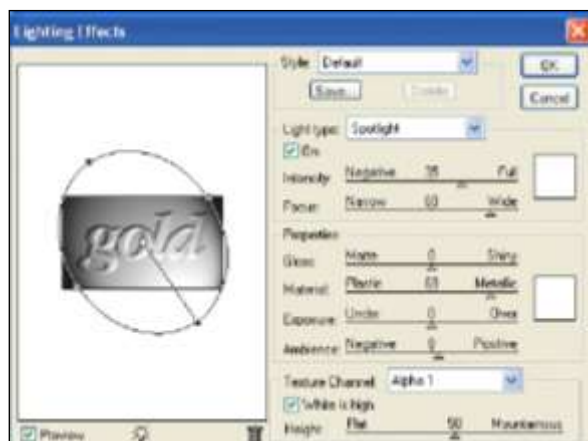 Lighting Effects
gold
Style: Default
OK
Save...
Delete
Cancel
Light type: Spotlight
On
Intensity: Negative 35 Full
Focus: Narrow 69 Wide
Properties
Gloss: Matte 0 Shiny
Material: Plastic 69 Metallic
Exposure: Under 0 Over
Ambience: Negative Positive
Texture Channel: Alpha 1
White is high
Height: Flat 50 Mountainous
Preview